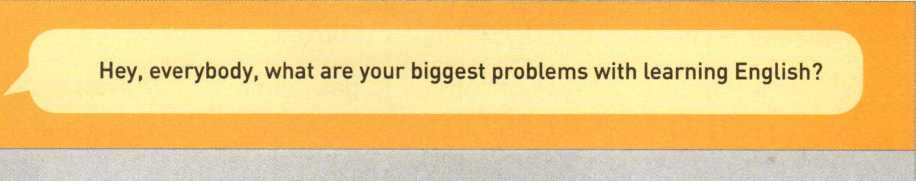 Hey, everybody, what are your biggest problems with learning English?